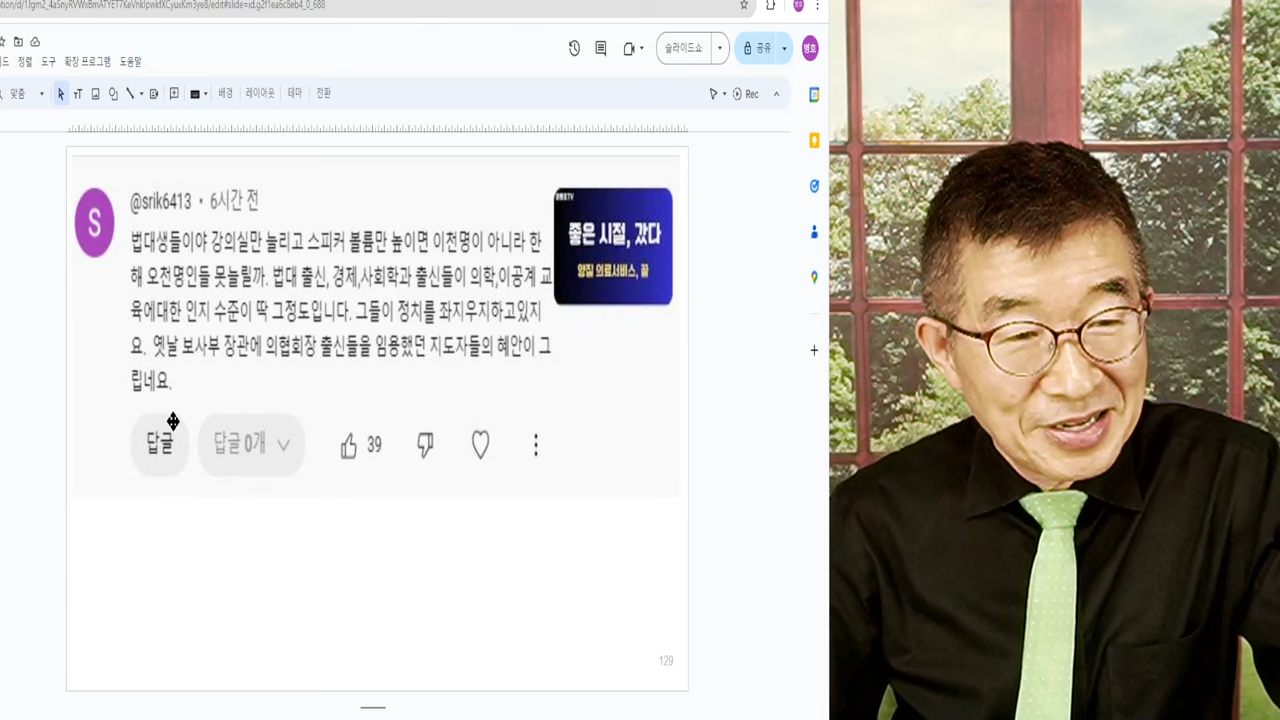 슬라이드쇼
공유
병호
정렬 도구 확장 프로그램 도움말
맞춤
배경 레이아웃 테마 전환
Rec
S
@srik6413 • 6시간 전
법대생들이야 강의실만 늘리고 스피커 볼륨만 높이면 이천명이 아니라 한
해 오천명인들 못늘릴까. 법대 출신, 경제,사회학과 출신들이 의학,이공계 교
육에대한 인지 수준이 딱 그정도입니다. 그들이 정치를 좌지우지하고있지
요. 옛날 보사부 장관에 의협회장 출신들을 임용했던 지도자들의 혜안이 그
립네요.
좋은 시절, 갔다
양질 의료서비스, 끝
답글
답글 0개
39
129